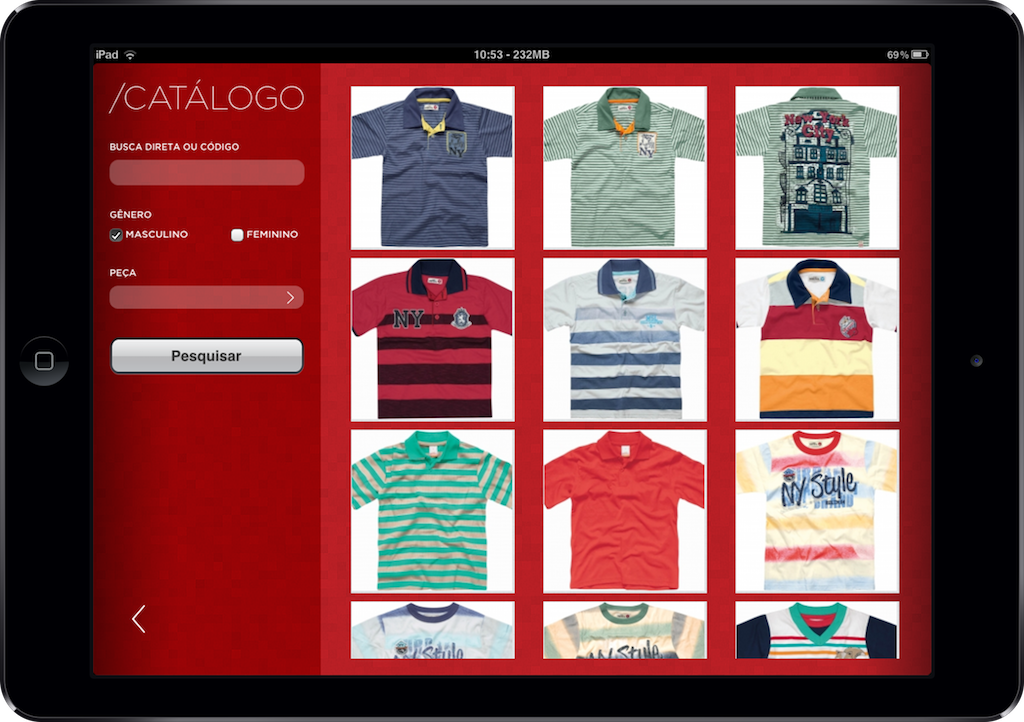 iPad
10:53 - 232MB
69%
/CATÁLOGO
BUSCA DIRETA OU CÓDIGO
GÊNERO
MASCULINO
FEMININO
PEÇA
Pesquisar
NY
NY
New York
City
NY
NY Style
NY Style
NY Style